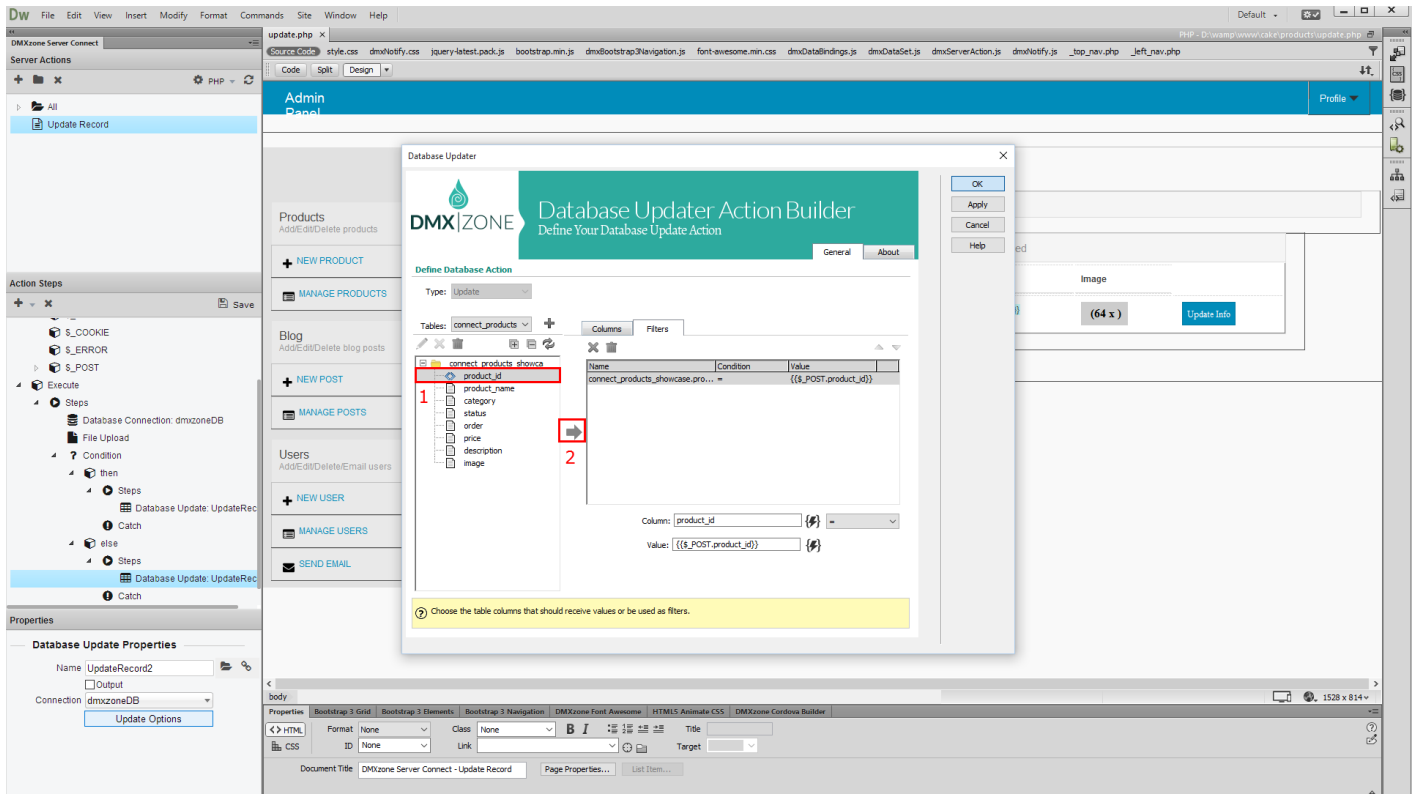 Dw File Edit View Insert Modify Format Commands Site Window Help Default
DMXzone Server Connect
Server Actions
PHP
All
Update Record
Action Steps
Save
$_COOKIE
$_ERROR
$_POST
Execute
Steps
Database Connection: dmxzoneDB
File Upload
? Condition
then
Steps
Database Update: UpdateRec
Catch
else
Steps
Database Update: UpdateRec
Catch
Properties
Database Update Properties
Name UpdateRecord2
Output
Connection dmxzoneDB
Update Options
update.php × PHP - D:\wamp\www\cake\products\update.php
Source Code style.css dmxNotify.css jquery-latest.pack.js bootstrap.min.js dmxBootstrap3Navigation.js font-awesome.min.css dmxDataBindings.js dmxDataSet.js dmxServerAction.js dmxNotify.js _top_nav.php _left_nav.php
Code Split Design
Admin
Panel
Profile
Products
Add/Edit/Delete products
NEW PRODUCT
MANAGE PRODUCTS
Blog
Add/Edit/Delete blog posts
NEW POST
MANAGE POSTS
Users
Add/Edit/Delete/Email users
NEW USER
MANAGE USERS
SEND EMAIL
Database Updater
DMX|ZONE
Database Updater Action Builder
Define Your Database Update Action
General About
OK
Apply
Cancel
Help
Define Database Action
Type: Update
Tables: connect_products
Columns Filters
connect_products_showca
product_id
product_name
category
status
order
price
description
image
1
2
Name Condition Value
connect_products_showcase.pro... = {{$_POST.product_id}}
Column: product_id =
Value: {{$_POST.product_id}}
Choose the table columns that should receive values or be used as filters.
ed
Image
(64 x )
Update Info
body 1528 x 814
Properties Bootstrap 3 Grid Bootstrap 3 Elements Bootstrap 3 Navigation DMXzone Font Awesome HTML5 Animate CSS DMXzone Cordova Builder
<> HTML Format None Class None B I Title
CSS ID None Link Target
Document Title DMXzone Server Connect - Update Record Page Properties... List Item...
CSS